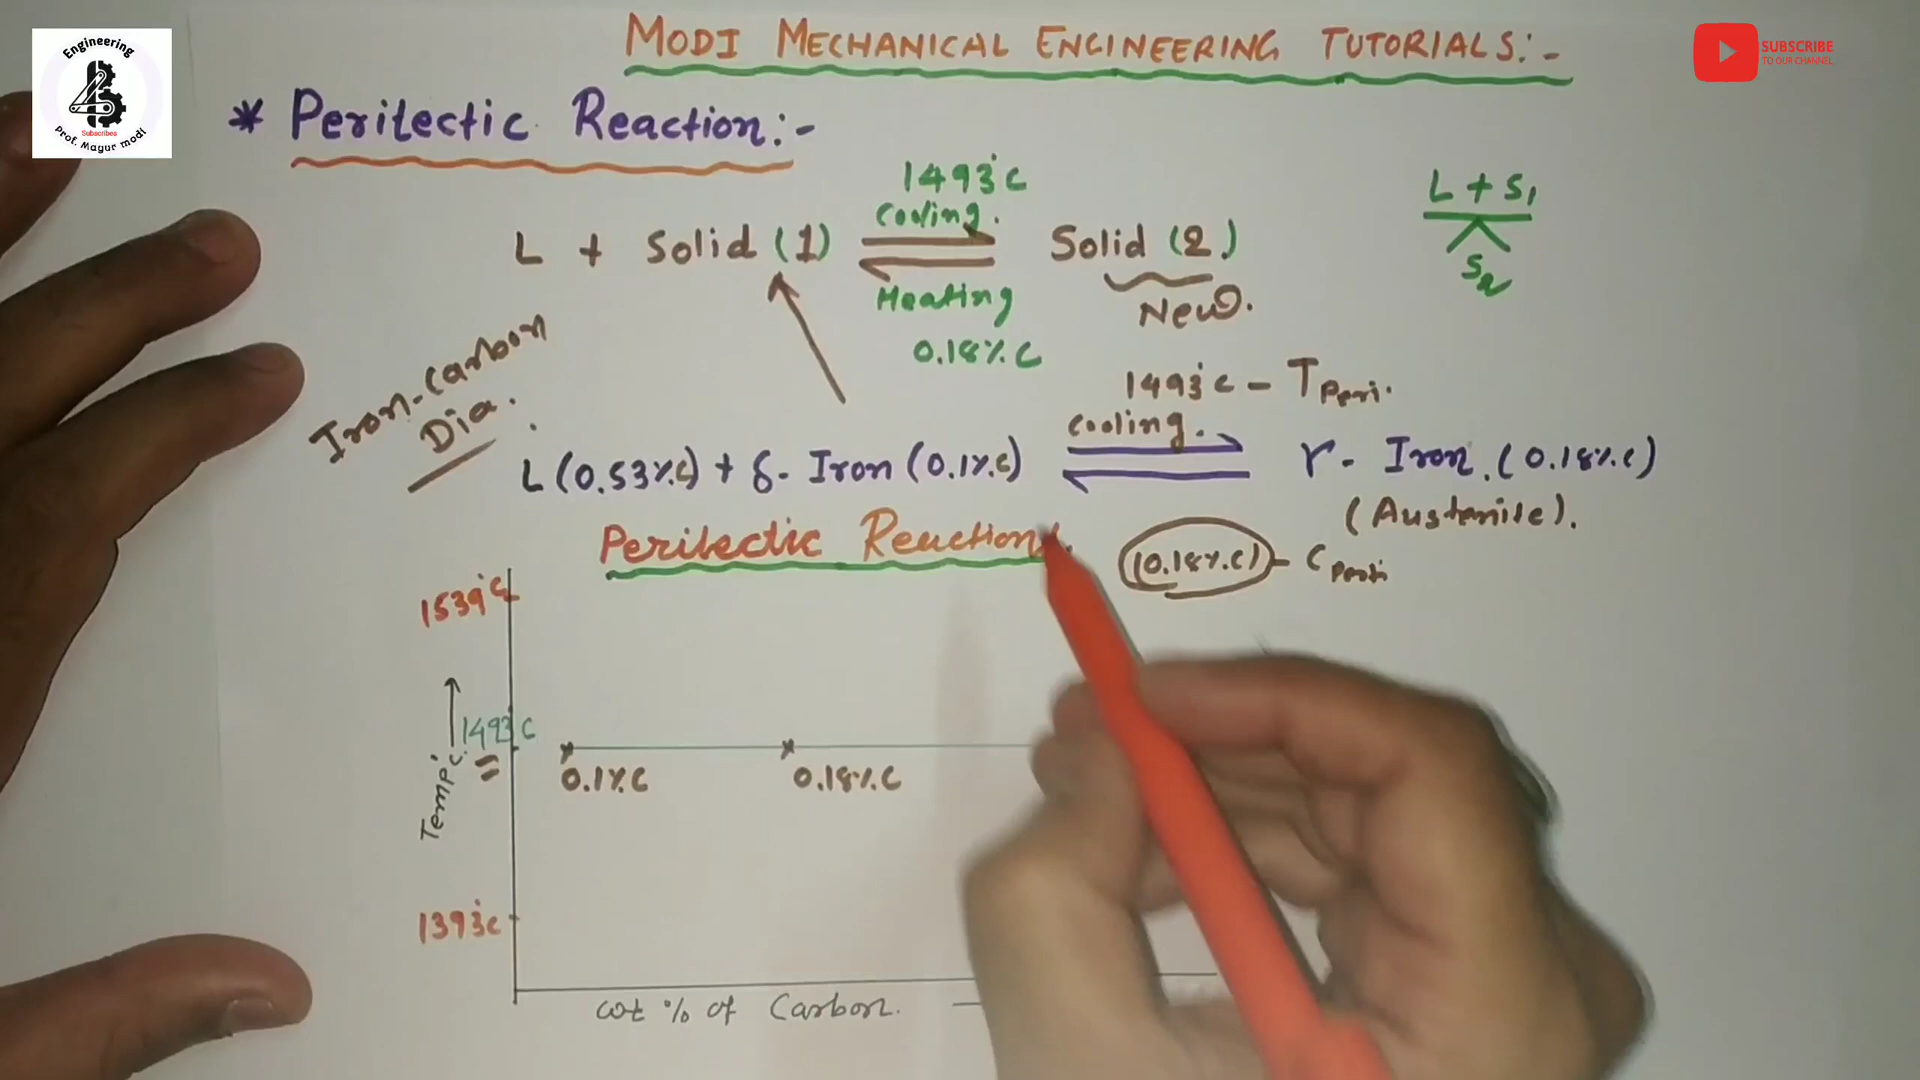 MODI MECHANICAL ENGINEERING TUTORIALS:-
SUBSCRIBE
TO OUR CHANNEL
Engineering
Subscribes
Prof. Mayur modi
* Peritectic Reaction:-
1493°C
Cooling.
L + Solid (1) ⇌ Solid (2)
Heating
0.18%C
New.
L + S1
S2
Iron-Carbon
Dia.
1493°C - TPeri.
Cooling.
L (0.53%C) + δ- Iron (0.1%C) ⇌ γ- Iron. (0.18%C)
(Austenite).
Peritectic Reaction.
(0.18%C) - CPeri
1539°C
1493°C
Temp°C
0.1%C
0.18%C
1393°C
wt % of Carbon.